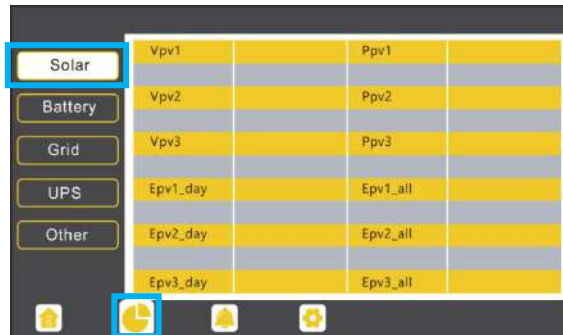 Solar
Battery
Grid
UPS
Other
Vpv1 Ppv1
Vpv2 Ppv2
Vpv3 Ppv3
Epv1_day Epv1_all
Epv2_day Epv2_all
Epv3_day Epv3_all